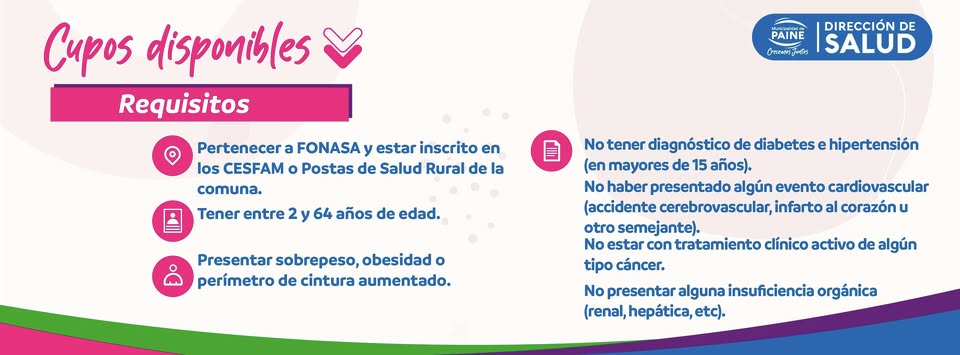 Cupos disponibles
Municipalidad de
PAINE
Crecemos Juntos
DIRECCIÓN DE
SALUD
Requisitos
Pertenecer a FONASA y estar inscrito en
los CESFAM o Postas de Salud Rural de la
comuna.
Tener entre 2 y 64 años de edad.
Presentar sobrepeso, obesidad o
perímetro de cintura aumentado.
No tener diagnóstico de diabetes e hipertensión
(en mayores de 15 años).
No haber presentado algún evento cardiovascular
(accidente cerebrovascular, infarto al corazón u
otro semejante).
No estar con tratamiento clínico activo de algún
tipo cáncer.
No presentar alguna insuficiencia orgánica
(renal, hepática, etc).